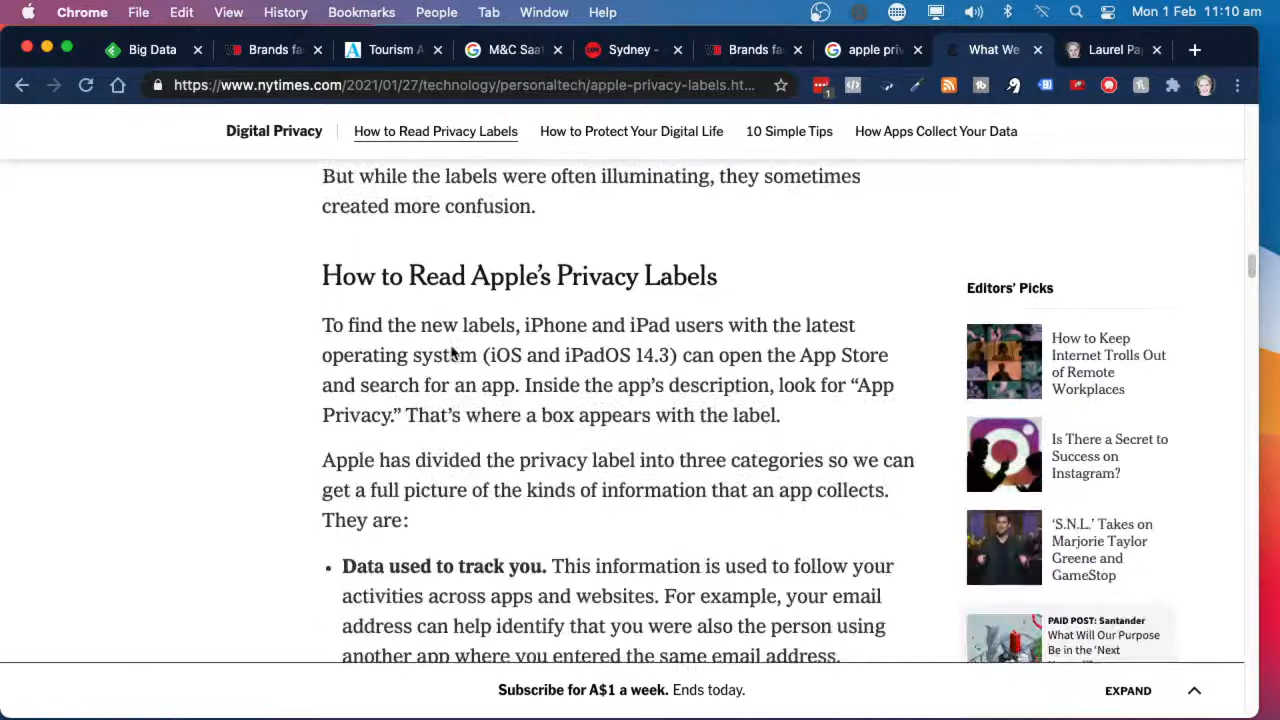 Chrome File Edit View History Bookmarks People Tab Window Help Mon 1 Feb 11:10 am
Big Data Brands fa Tourism A M&C Saa Sydney - Brands fa apple priv What We Laurel Pa
https://www.nytimes.com/2021/01/27/technology/personaltech/apple-privacy-labels.ht...
1
Digital Privacy How to Read Privacy Labels How to Protect Your Digital Life 10 Simple Tips How Apps Collect Your Data
But while the labels were often illuminating, they sometimes
created more confusion.
How to Read Apple’s Privacy Labels
To find the new labels, iPhone and iPad users with the latest
operating system (iOS and iPadOS 14.3) can open the App Store
and search for an app. Inside the app’s description, look for “App
Privacy.” That’s where a box appears with the label.
Apple has divided the privacy label into three categories so we can
get a full picture of the kinds of information that an app collects.
They are:
• Data used to track you. This information is used to follow your
activities across apps and websites. For example, your email
address can help identify that you were also the person using
another app where you entered the same email address.
Editors’ Picks
How to Keep
Internet Trolls Out
of Remote
Workplaces
Is There a Secret to
Success on
Instagram?
‘S.N.L.’ Takes on
Marjorie Taylor
Greene and
GameStop
PAID POST: Santander
What Will Our Purpose
Be in the ‘Next
Subscribe for A$1 a week. Ends today.
EXPAND